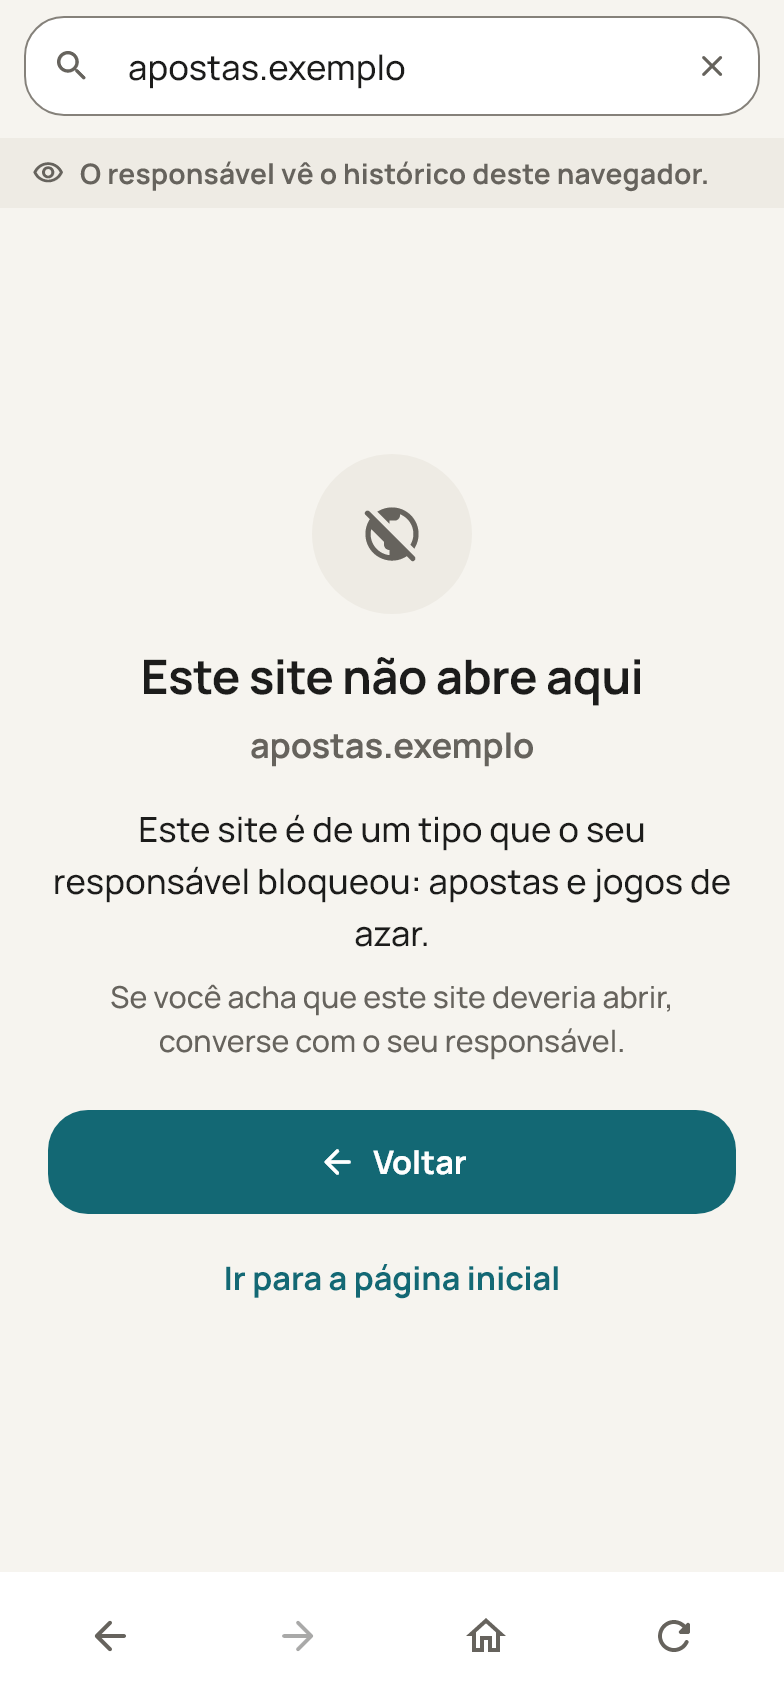 apostas.exemplo
O responsável vê o histórico deste navegador.
Este site não abre aqui
apostas.exemplo
Este site é de um tipo que o seu
responsável bloqueou: apostas e jogos de
azar.
Se você acha que este site deveria abrir,
converse com o seu responsável.
Voltar
Ir para a página inicial